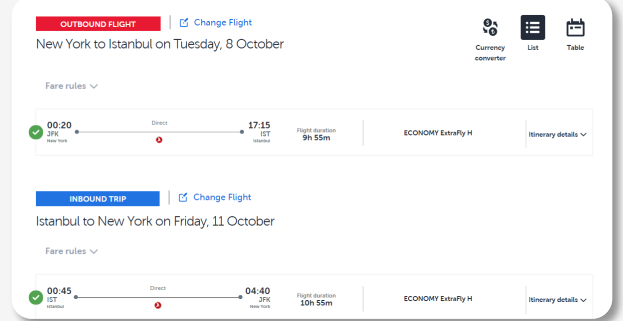 OUTBOUND FLIGHT
Change Flight
New York to Istanbul on Tuesday, 8 October
Currency converter
List
Table
Fare rules
00:20
JFK
New York
Direct
17:15
IST
Istanbul
Flight duration
9h 55m
ECONOMY ExtraFly H
Itinerary details
INBOUND TRIP
Change Flight
Istanbul to New York on Friday, 11 October
Fare rules
00:45
IST
Istanbul
Direct
04:40
JFK
New York
Flight duration
10h 55m
ECONOMY ExtraFly H
Itinerary details